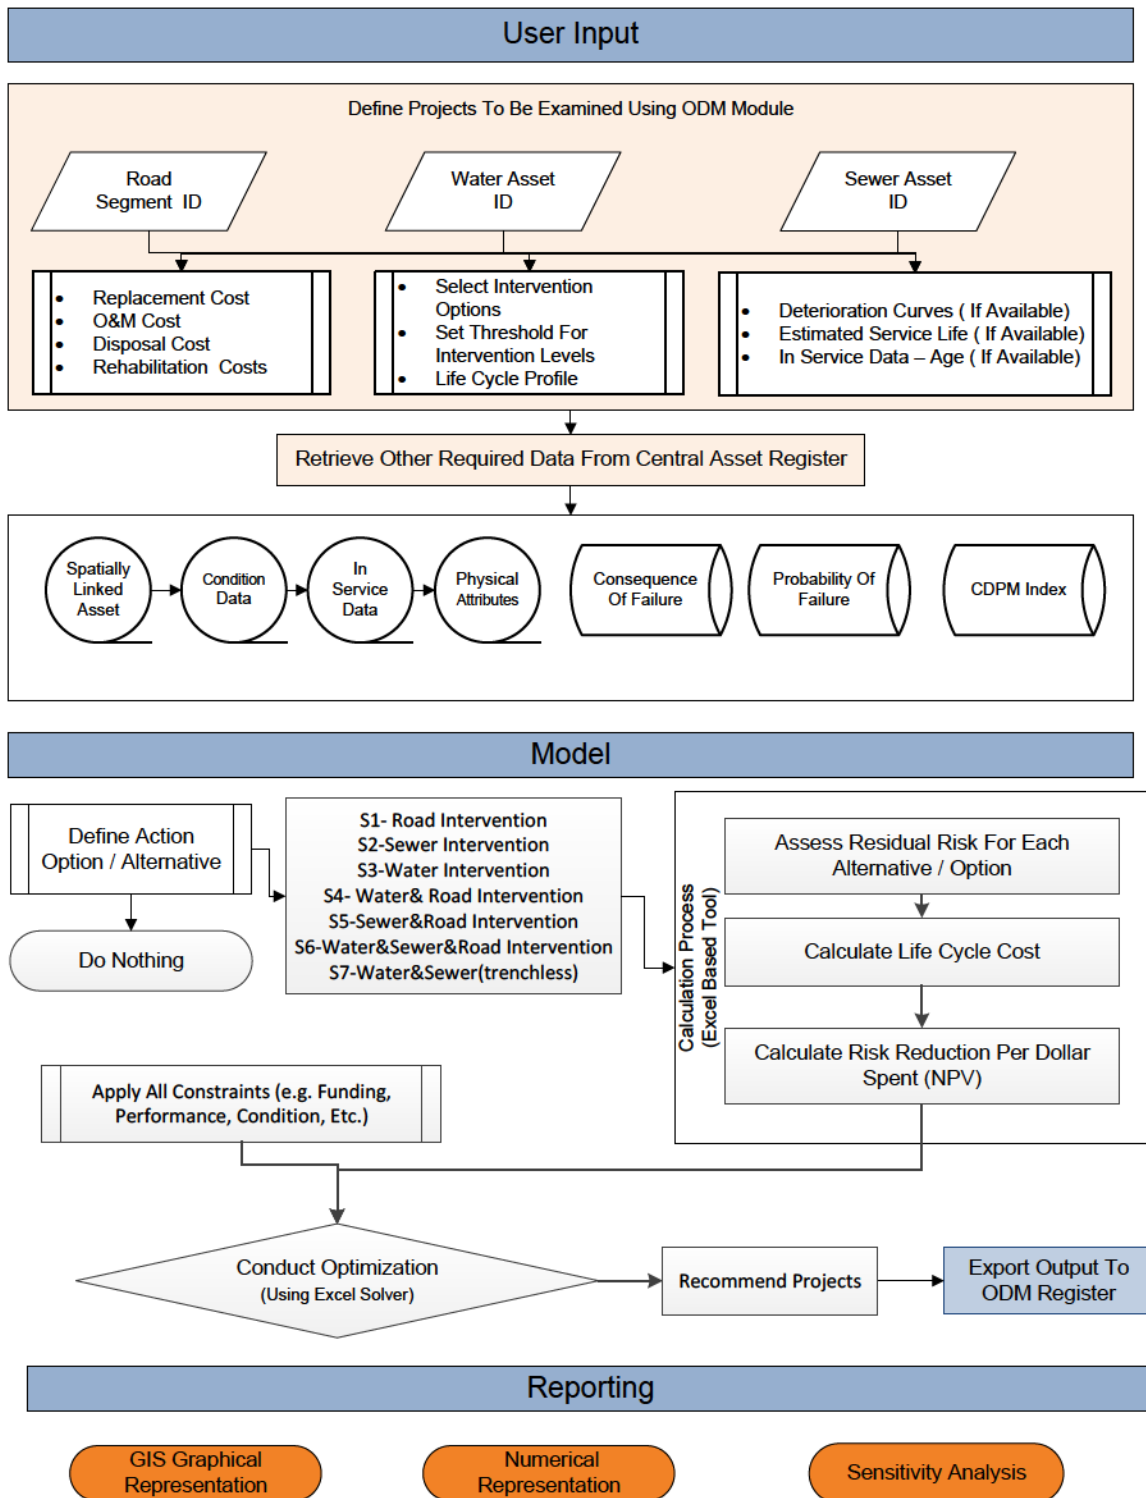 User Input
Define Projects To Be Examined Using ODM Module
Road
Segment ID
Water Asset
ID
Sewer Asset
ID
• Replacement Cost
• O&M Cost
• Disposal Cost
• Rehabilitation Costs
• Select Intervention
Options
• Set Threshold For
Intervention Levels
• Life Cycle Profile
• Deterioration Curves ( If Available)
• Estimated Service Life ( If Available)
• In Service Data – Age ( If Available)
Retrieve Other Required Data From Central Asset Register
Spatially
Linked
Asset
Condition
Data
In
Service
Data
Physical
Attributes
Consequence
Of Failure
Probability Of
Failure
CDPM Index
Model
Define Action
Option / Alternative
Do Nothing
S1- Road Intervention
S2-Sewer Intervention
S3-Water Intervention
S4- Water& Road Intervention
S5-Sewer&Road Intervention
S6-Water&Sewer&Road Intervention
S7-Water&Sewer(trenchless)
Calculation Process
(Excel Based Tool)
Assess Residual Risk For Each
Alternative / Option
Calculate Life Cycle Cost
Calculate Risk Reduction Per Dollar
Spent (NPV)
Apply All Constraints (e.g. Funding,
Performance, Condition, Etc.)
Conduct Optimization
(Using Excel Solver)
Recommend Projects
Export Output To
ODM Register
Reporting
GIS Graphical
Representation
Numerical
Representation
Sensitivity Analysis